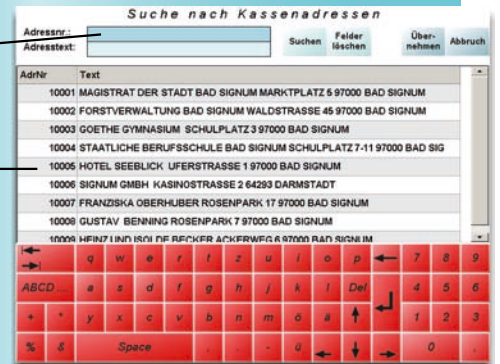 Suche nach Kassenadressen
Adressnr.:
Adresstext:
Suchen
Felder löschen
Über- nehmen
Abbruch
AdrNr Text
10001 MAGISTRAT DER STADT BAD SIGNUM MARKTPLATZ 5 97000 BAD SIGNUM
10002 FORSTVERWALTUNG BAD SIGNUM WALDSTRASSE 45 97000 BAD SIGNUM
10003 GOETHE GYMNASIUM SCHULPLATZ 3 97000 BAD SIGNUM
10004 STAATLICHE BERUFSSCHULE BAD SIGNUM SCHULPLATZ 7-11 97000 BAD SIG
10005 HOTEL SEEBLICK UFERSTRASSE 1 97000 BAD SIGNUM
10006 SIGNUM GMBH KASINOSTRASSE 2 64293 DARMSTADT
10007 FRANZISKA OBERHUBER ROSENPARK 17 97000 BAD SIGNUM
10008 GUSTAV BENNING ROSENPARK 7 97000 BAD SIGNUM
10009 HEINZ UND ISOLDE BECKER ACKERWEG 6 97000 BAD SIGNUM
q w e r t z u i o p 7 8 9
ABCD ... a s d f g h j k l Del 4 5 6
+ * y x c v b n m ö ä 1 2 3
% & Space , . - ü 0 .